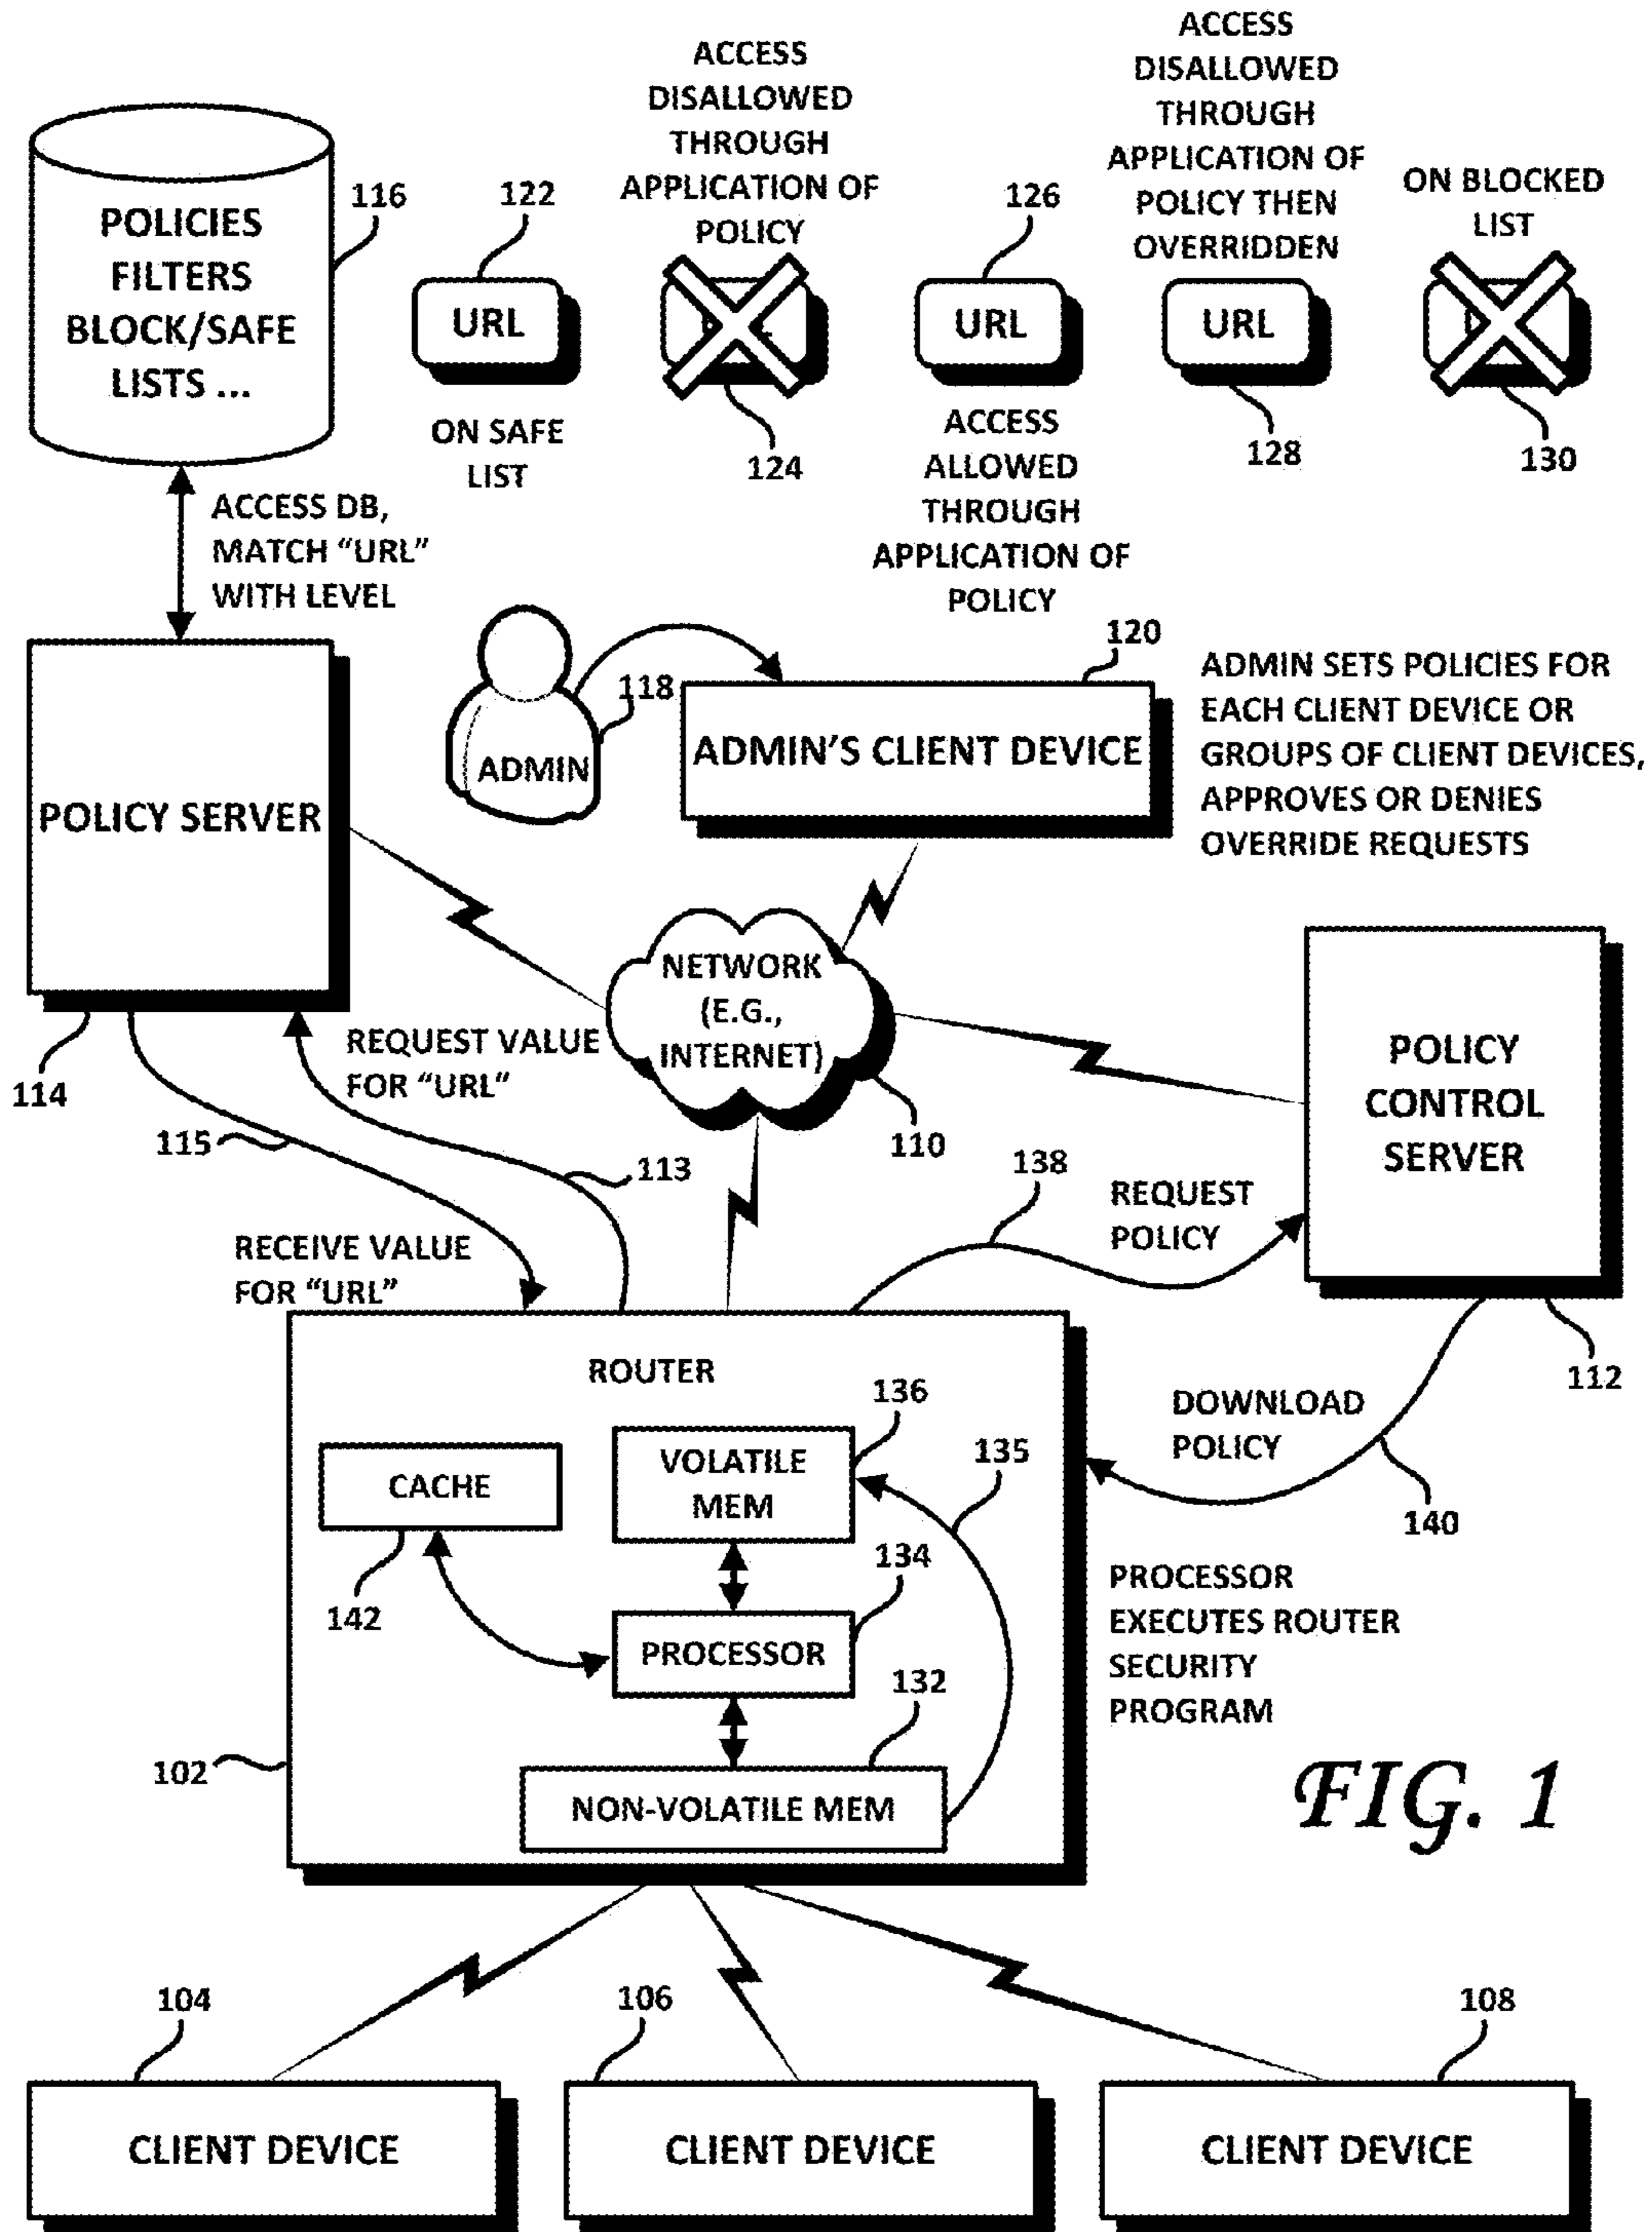 ACCESS
DISALLOWED
THROUGH
APPLICATION OF
POLICY
ACCESS
DISALLOWED
THROUGH
APPLICATION OF
POLICY THEN
OVERRIDDEN
ON BLOCKED
LIST
POLICIES
FILTERS
BLOCK/SAFE
LISTS ...
116
122
URL
ON SAFE
LIST
124
126
URL
ACCESS
ALLOWED
THROUGH
APPLICATION OF
POLICY
URL
128
130
ACCESS DB,
MATCH "URL"
WITH LEVEL
POLICY SERVER
114
ADMIN
118
120
ADMIN'S CLIENT DEVICE
ADMIN SETS POLICIES FOR
EACH CLIENT DEVICE OR
GROUPS OF CLIENT DEVICES,
APPROVES OR DENIES
OVERRIDE REQUESTS
NETWORK
(E.G.,
INTERNET)
110
POLICY
CONTROL
SERVER
112
REQUEST VALUE
FOR "URL"
115
113
RECEIVE VALUE
FOR "URL"
138
REQUEST
POLICY
DOWNLOAD
POLICY
140
ROUTER
136
VOLATILE
MEM
135
CACHE
142
134
PROCESSOR
132
NON-VOLATILE MEM
102
PROCESSOR
EXECUTES ROUTER
SECURITY
PROGRAM
FIG. 1
104
CLIENT DEVICE
106
CLIENT DEVICE
108
CLIENT DEVICE